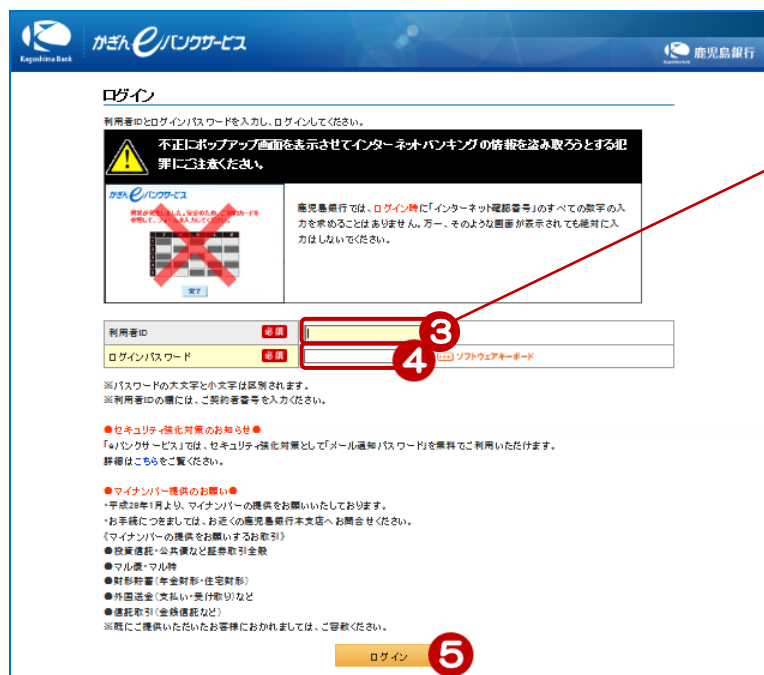 Kagoshima Bank
かぎんeバンクサービス
鹿児島銀行
ログイン
利用者IDとログインパスワードを入力し、ログインしてください。
不正にポップアップ画面を表示させてインターネットバンキングの情報を盗み取ろうとする犯
罪にご注意ください。
かぎんeバンクサービス
完了
鹿児島銀行では、ログイン時に「インターネット確認番号」のすべての数字の入
力を求めることはありません。万一、そのような画面が表示されても絶対に入
力はしないでください。
利用者ID 必須 3
ログインパスワード 必須 4 ソフトウェアキーボード
※パスワードの大文字と小文字は区別されます。
※利用者IDの欄には、ご契約者番号を入力ください。
●セキュリティ強化対策のお知らせ●
「eバンクサービス」では、セキュリティ強化対策として「メール通知パスワード」を無料でご利用いただけます。
詳細はこちらをご覧ください。
●マイナンバー提供のお願い●
・平成28年1月より、マイナンバーの提供をお願いいたしております。
・お手続につきましては、お近くの鹿児島銀行本支店へお問合せください。
《マイナンバーの提供をお願いするお取引》
●投資信託・公共債など証券取引全般
●マル優・マル特
●財形貯蓄（年金財形・住宅財形）
●外国送金（支払い・受け取り）など
●信託取引（金銭信託など）
※既にご提供いただいたお客様におかれましては、ご容赦ください。
ログイン 5